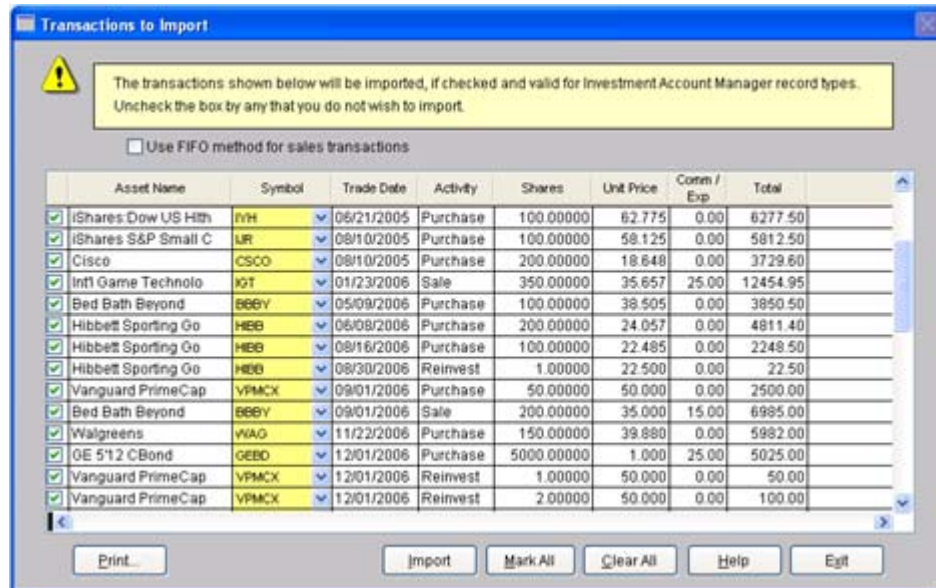 Transactions to Import
The transactions shown below will be imported, if checked and valid for Investment Account Manager record types.
Uncheck the box by any that you do not wish to import.
Use FIFO method for sales transactions
Asset Name Symbol Trade Date Activity Shares Unit Price Comm / Exp Total
iShares:Dow US Hlth IYH 06/21/2005 Purchase 100.00000 62.775 0.00 6277.50
iShares S&P Small C IJR 08/10/2005 Purchase 100.00000 58.125 0.00 5812.50
Cisco CSCO 08/10/2005 Purchase 200.00000 18.648 0.00 3729.60
Int'l Game Technolo IGT 01/23/2006 Sale 350.00000 35.657 25.00 12454.95
Bed Bath Beyond BBBY 05/09/2006 Purchase 100.00000 38.505 0.00 3850.50
Hibbett Sporting Go HIBB 06/08/2006 Purchase 200.00000 24.057 0.00 4811.40
Hibbett Sporting Go HIBB 08/16/2006 Purchase 100.00000 22.485 0.00 2248.50
Hibbett Sporting Go HIBB 08/30/2006 Reinvest 1.00000 22.500 0.00 22.50
Vanguard PrimeCap VPMCX 09/01/2006 Purchase 50.00000 50.000 0.00 2500.00
Bed Bath Beyond BBBY 09/01/2006 Sale 200.00000 35.000 15.00 6985.00
Walgreens WAG 11/22/2006 Purchase 150.00000 39.880 0.00 5982.00
GE 5'12 CBond GEBD 12/01/2006 Purchase 5000.00000 1.000 25.00 5025.00
Vanguard PrimeCap VPMCX 12/01/2006 Reinvest 1.00000 50.000 0.00 50.00
Vanguard PrimeCap VPMCX 12/01/2006 Reinvest 2.00000 50.000 0.00 100.00
Print... Import Mark All Clear All Help Exit